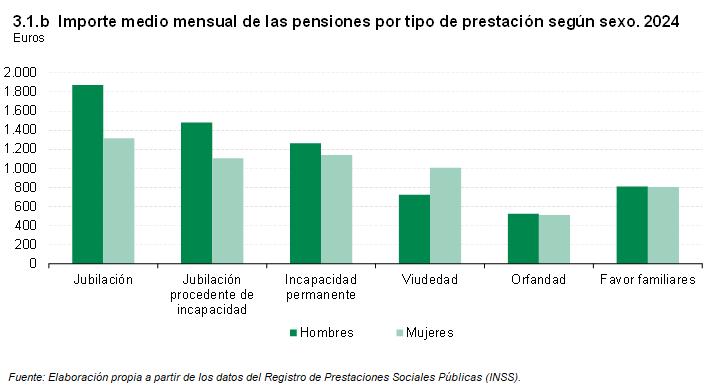 3.1.b Importe medio mensual de las pensiones por tipo de prestación según sexo. 2024
Euros
2.000
1.800
1.600
1.400
1.200
1.000
800
600
400
200
0
Jubilación
Jubilación
procedente de
incapacidad
Incapacidad
permanente
Viudedad
Orfandad
Favor familiares
Hombres
Mujeres
Fuente: Elaboración propia a partir de los datos del Registro de Prestaciones Sociales Públicas (INSS).